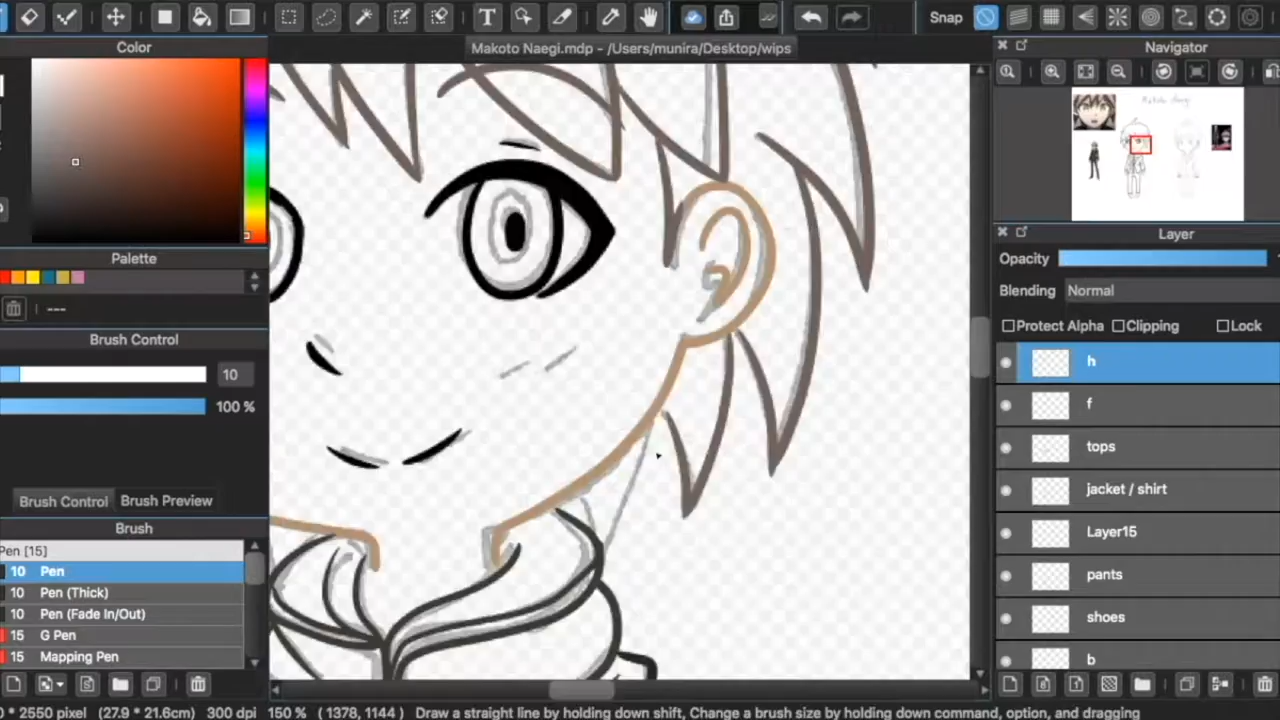 Snap
Makoto Naegi.mdp - /Users/munira/Desktop/wips
Color
Palette
---
Brush Control
10
100 %
Brush Control
Brush Preview
Brush
Pen [15]
10 Pen
10 Pen (Thick)
10 Pen (Fade In/Out)
15 G Pen
15 Mapping Pen
Navigator
Layer
Opacity
Blending Normal
Protect Alpha Clipping Lock
h
f
tops
jacket / shirt
Layer15
pants
shoes
b
* 2550 pixel (27.9 * 21.6cm) 300 dpi 150 % ( 1378, 1144 ) Draw a straight line by holding down shift, Change a brush size by holding down command, option, and dragging